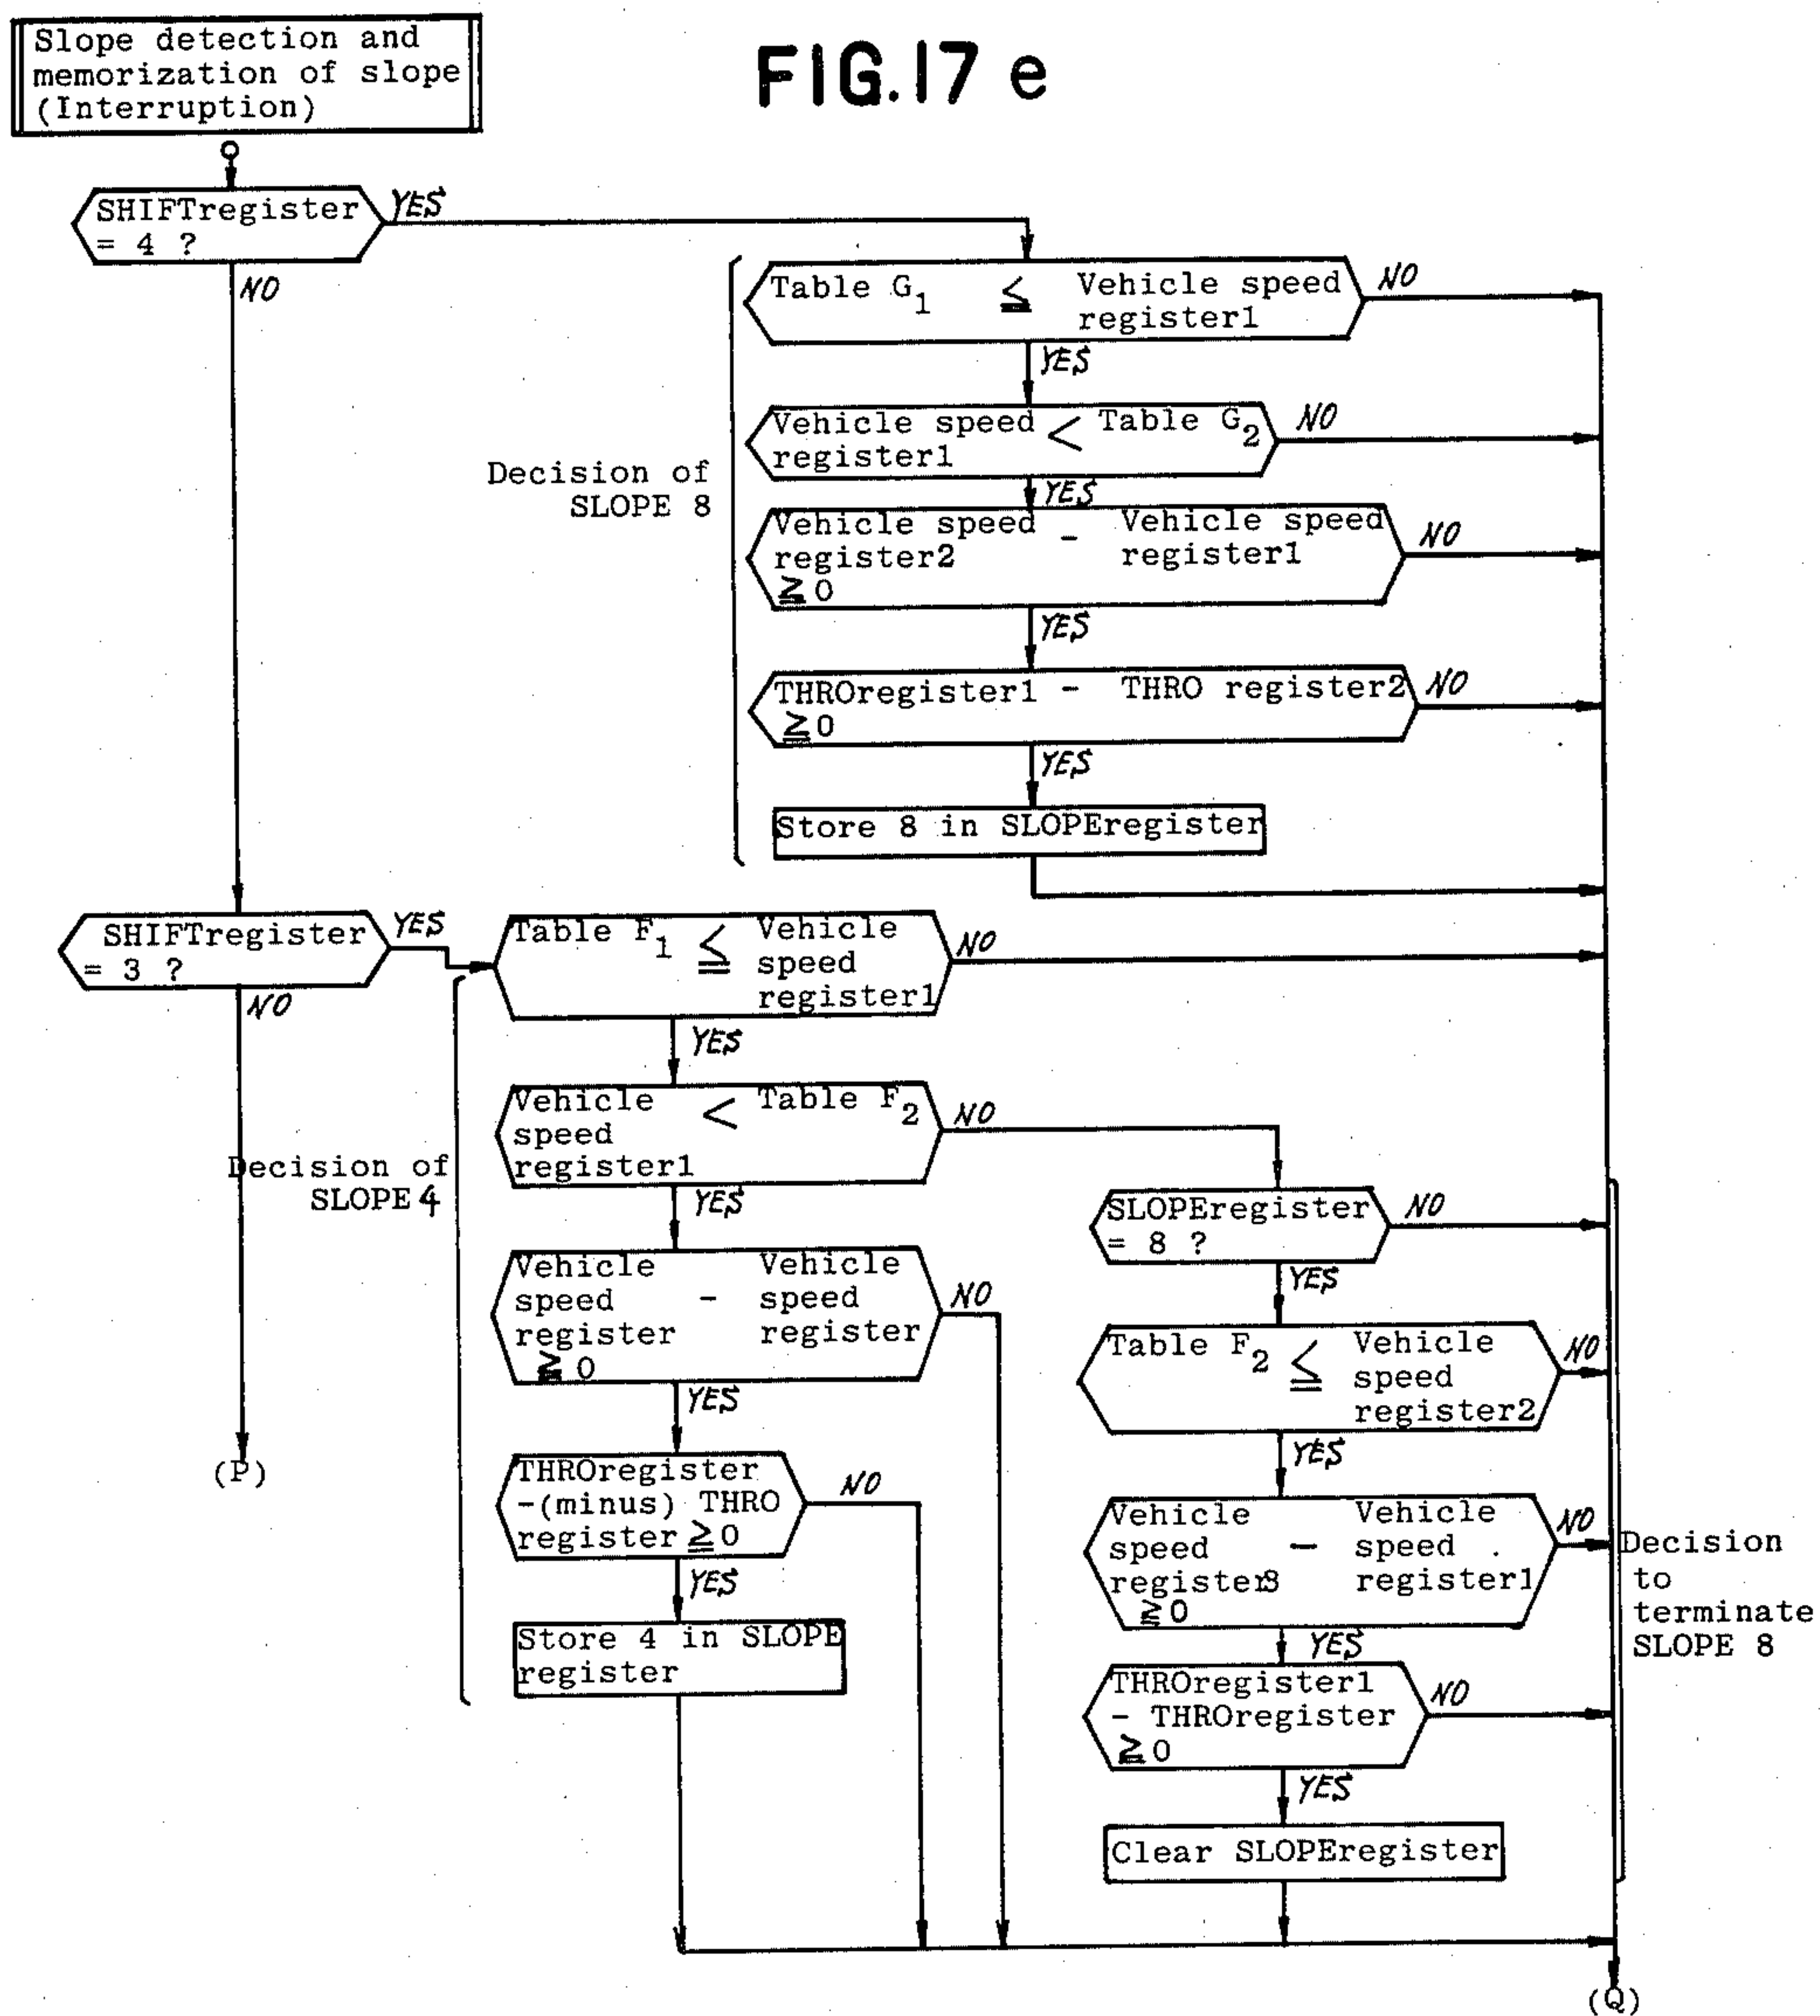 FIG.17 e
Slope detection and
memorization of slope
(Interruption)
SHIFTregister
= 4 ?
YES
NO
Decision of
SLOPE 8
Table G1 ≦ Vehicle speed
register1
NO
YES
Vehicle speed < Table G2
register1
NO
YES
Vehicle speed - Vehicle speed
register2 register1
≧ 0
NO
YES
THROregister1 - THRO register2
≧ 0
NO
YES
Store 8 in SLOPEregister
SHIFTregister
= 3 ?
YES
NO
(P)
Decision of
SLOPE 4
Table F1 ≦ Vehicle
speed
register1
NO
YES
Vehicle < Table F2
speed
register1
NO
YES
Vehicle Vehicle
speed - speed
register register
≧ 0
NO
YES
THROregister
-(minus) THRO
register ≧ 0
NO
YES
Store 4 in SLOPE
register
SLOPEregister
= 8 ?
NO
YES
Table F2 ≦ Vehicle
speed
register2
NO
YES
Vehicle Vehicle
speed - speed
register3 register1
≧ 0
NO
YES
THROregister1
- THROregister
≧ 0
NO
YES
Clear SLOPEregister
Decision
to
terminate
SLOPE 8
(Q)